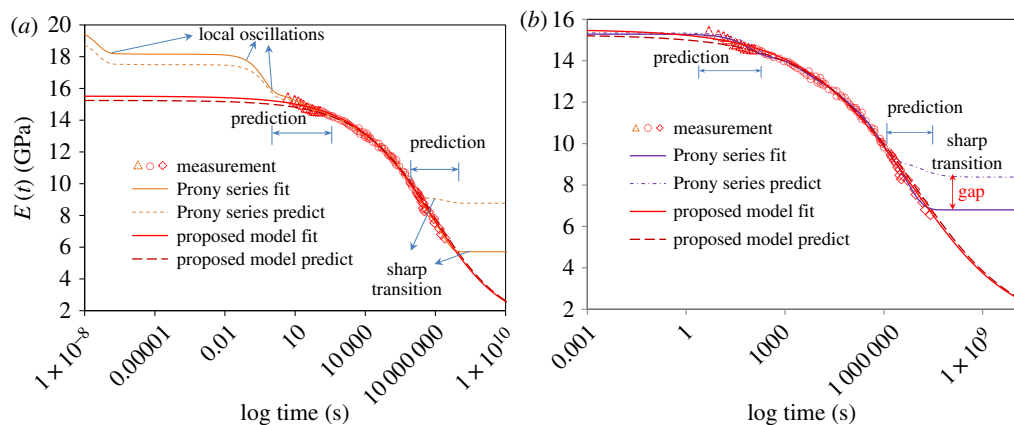 (a)
20
18
16
14
12
10
8
6
4
2
E (t) (GPa)
local oscillations
prediction
prediction
measurement
Prony series fit
Prony series predict
proposed model fit
proposed model predict
sharp
transition
1 × 10⁻⁸
0.00001
0.01
10
10 000
10 000 000
1 × 10¹⁰
log time (s)
(b)
16
14
12
10
8
6
4
2
prediction
prediction
sharp
transition
gap
measurement
Prony series fit
Prony series predict
proposed model fit
proposed model predict
0.001
1
1000
1 000 000
1 × 10⁹
log time (s)